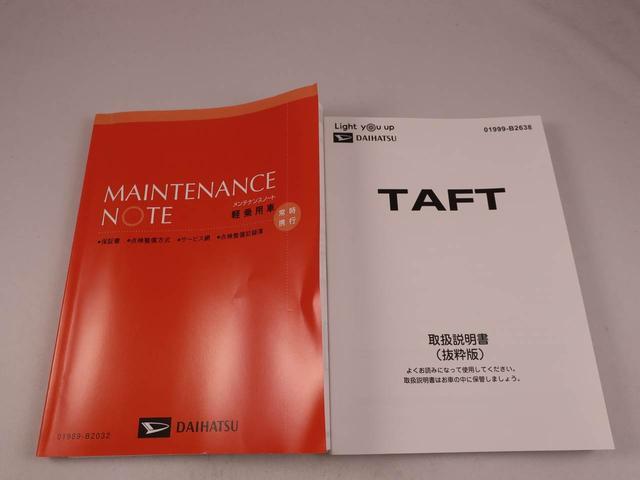 MAINTENANCE
NOTE
メンテナンスノート
軽乗用車
常時
携行
●保証書 ●点検整備方式 ●サービス網 ●点検整備記録簿
DAIHATSU
01989-B2032
Light you up
DAIHATSU
01999-B2638
TAFT
取扱説明書
（抜粋版）
よくお読みになって使用してください。
取扱説明書はお車の中に保管しましょう。